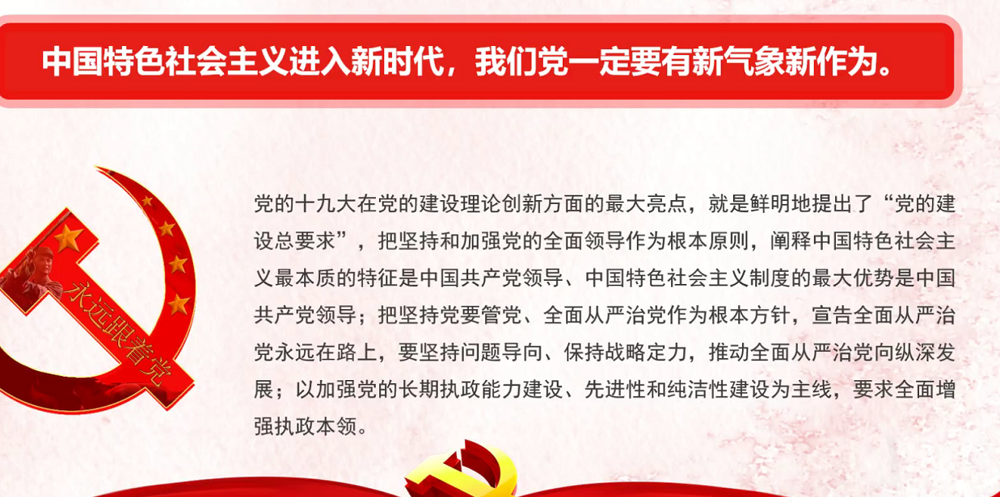 中国特色社会主义进入新时代，我们党一定要有新气象新作为。
党的十九大在党的建设理论创新方面的最大亮点，就是鲜明地提出了“党的建
设总要求”，把坚持和加强党的全面领导作为根本原则，阐释中国特色社会主
义最本质的特征是中国共产党领导、中国特色社会主义制度的最大优势是中国
共产党领导；把坚持党要管党、全面从严治党作为根本方针，宣告全面从严治
党永远在路上，要坚持问题导向、保持战略定力，推动全面从严治党向纵深发
展；以加强党的长期执政能力建设、先进性和纯洁性建设为主线，要求全面增
强执政本领。
永远跟着党